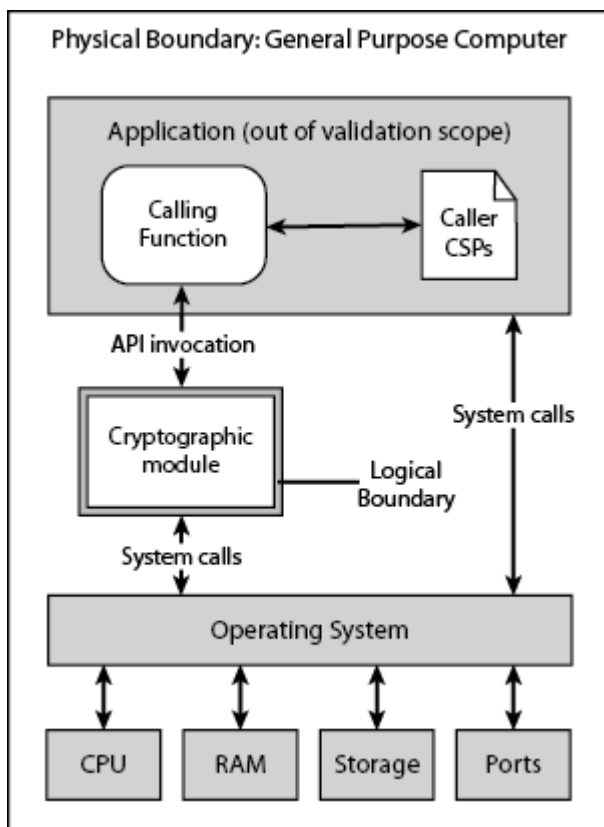 Physical Boundary: General Purpose Computer
Application (out of validation scope)
Calling
Function
Caller
CSPs
API invocation
System calls
Cryptographic
module
Logical
Boundary
System calls
Operating System
CPU
RAM
Storage
Ports